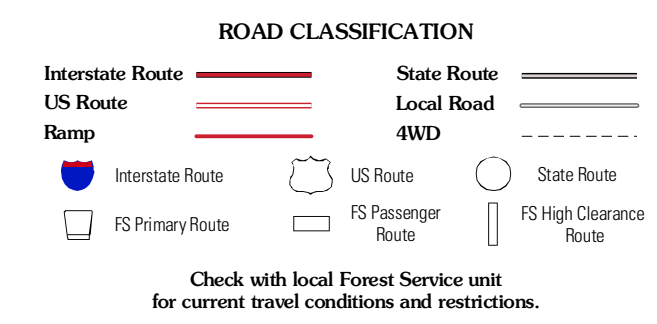 ROAD CLASSIFICATION
Interstate Route
State Route
US Route
Local Road
Ramp
4WD
Interstate Route
US Route
State Route
FS Primary Route
FS Passenger
Route
FS High Clearance
Route
Check with local Forest Service unit
for current travel conditions and restrictions.